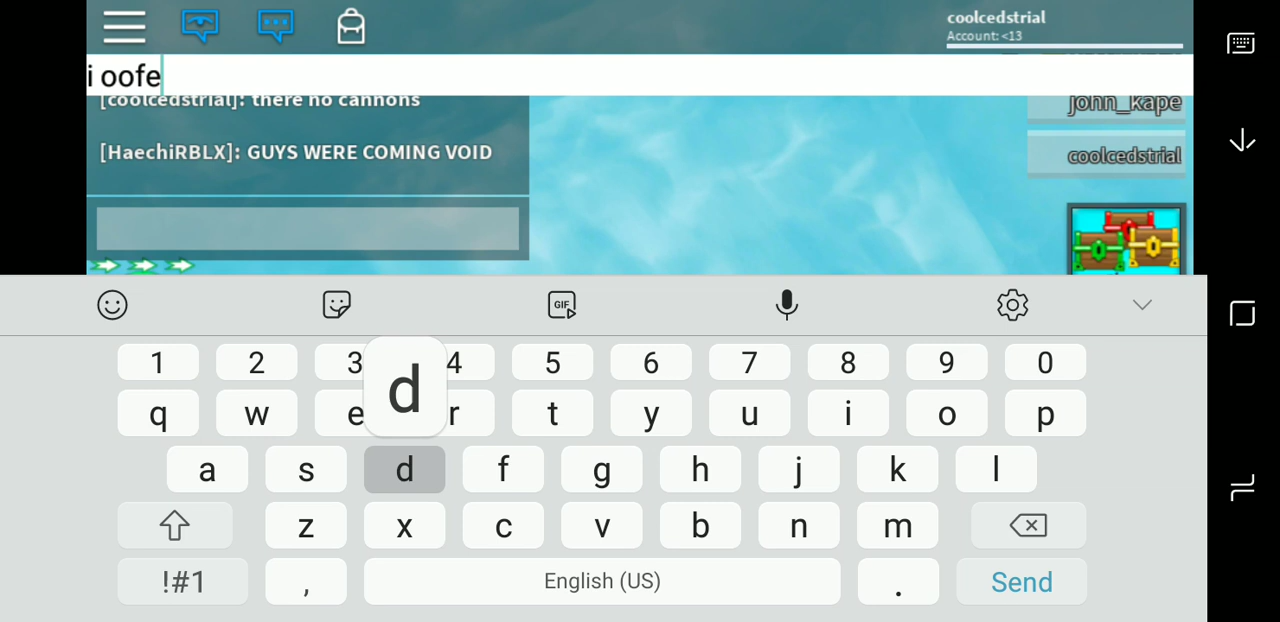 coolcedstrial
Account: <13
i oofe
[coolcedstrial]: there no cannons
john_kape
[HaechiRBLX]: GUYS WERE COMING VOID
coolcedstrial
GIF
1 2 3 4 5 6 7 8 9 0
d
q w e r t y u i o p
a s d f g h j k l
z x c v b n m
!#1 , English (US) . Send